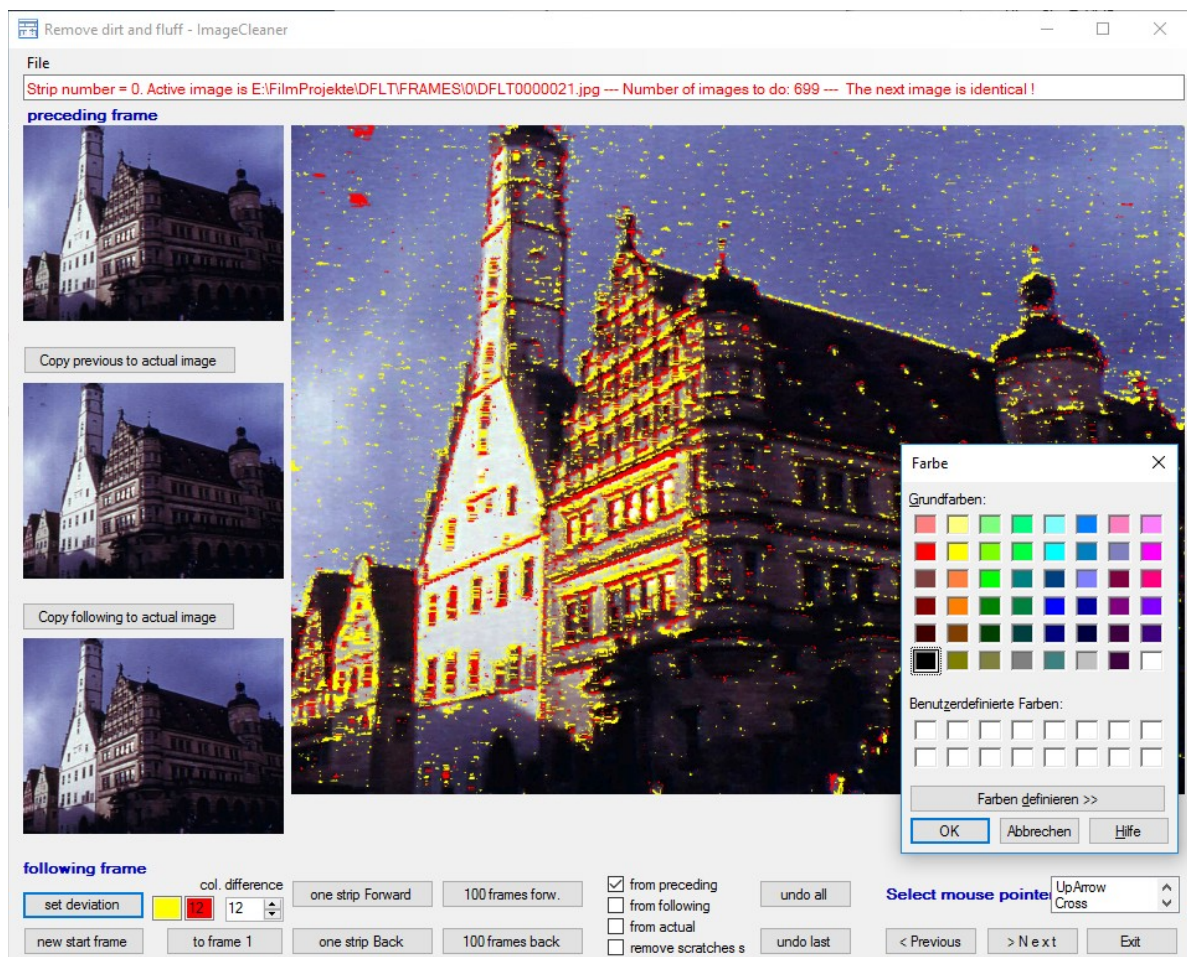 Remove dirt and fluff - ImageCleaner
File
Strip number = 0. Active image is E:\FilmProjekte\DFLT\FRAMES\0\DFLT0000021.jpg --- Number of images to do: 699 --- The next image is identical !
preceding frame
Copy previous to actual image
Copy following to actual image
following frame
Farbe
Grundfarben:
Benutzerdefinierte Farben:
Farben definieren >>
OK Abbrechen Hilfe
set deviation
12
col. difference
12
one strip Forward
100 frames forw.
from preceding
from following
from actual
remove scratches s
undo all
Select mouse pointer
UpArrow
Cross
new start frame
to frame 1
one strip Back
100 frames back
undo last
< Previous
> N e x t
Exit